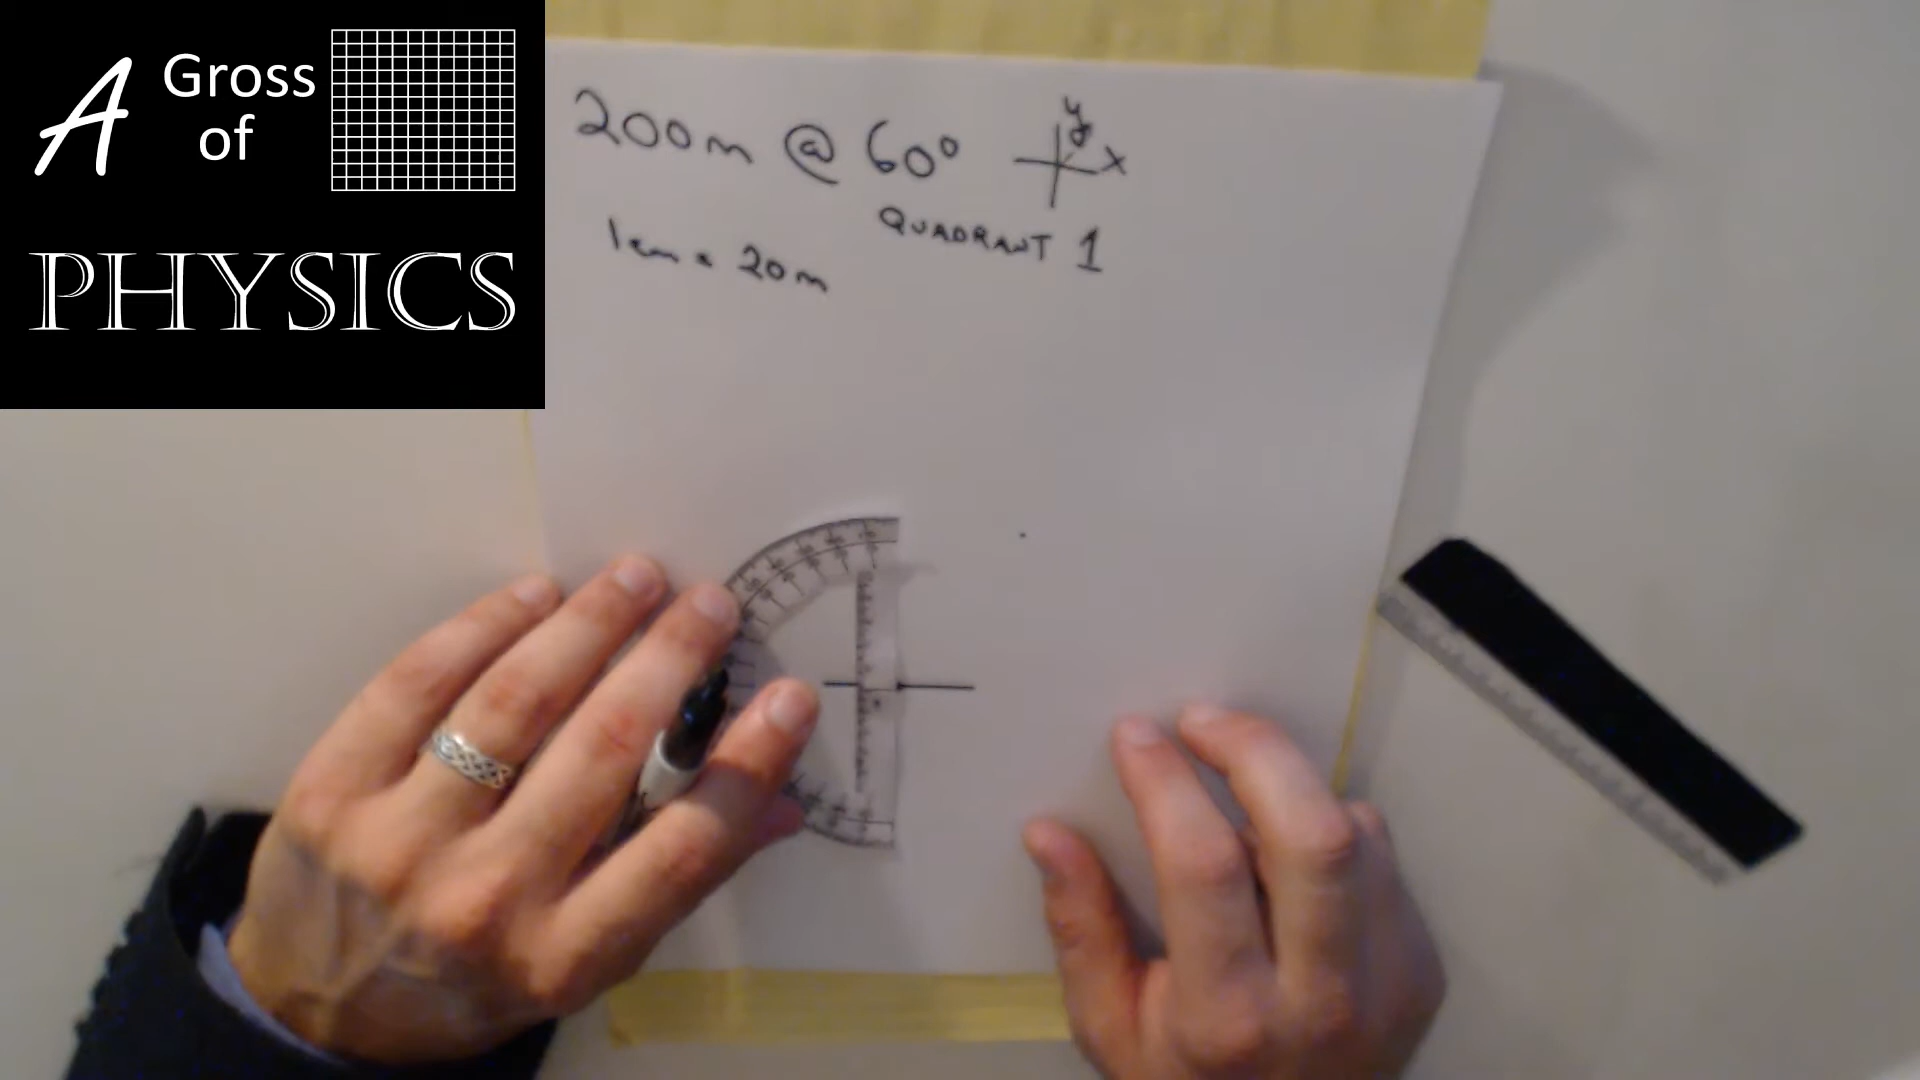 A Gross
of
PHYSICS
200m @ 60°
y
x
QUADRANT 1
1cm = 20m